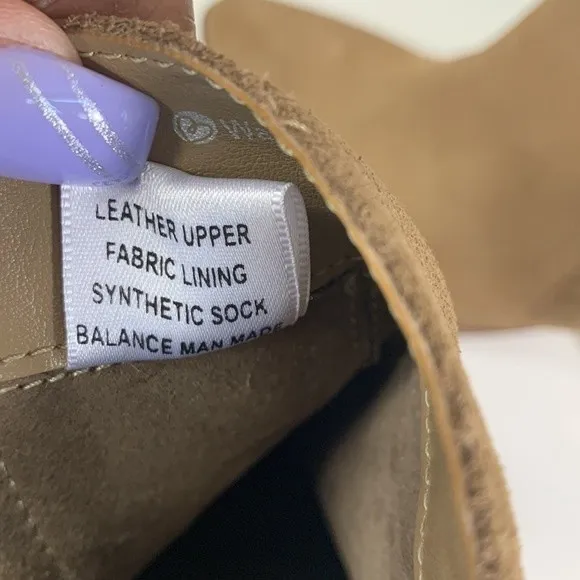 LEATHER UPPER
FABRIC LINING
SYNTHETIC SOCK
BALANCE MAN MADE